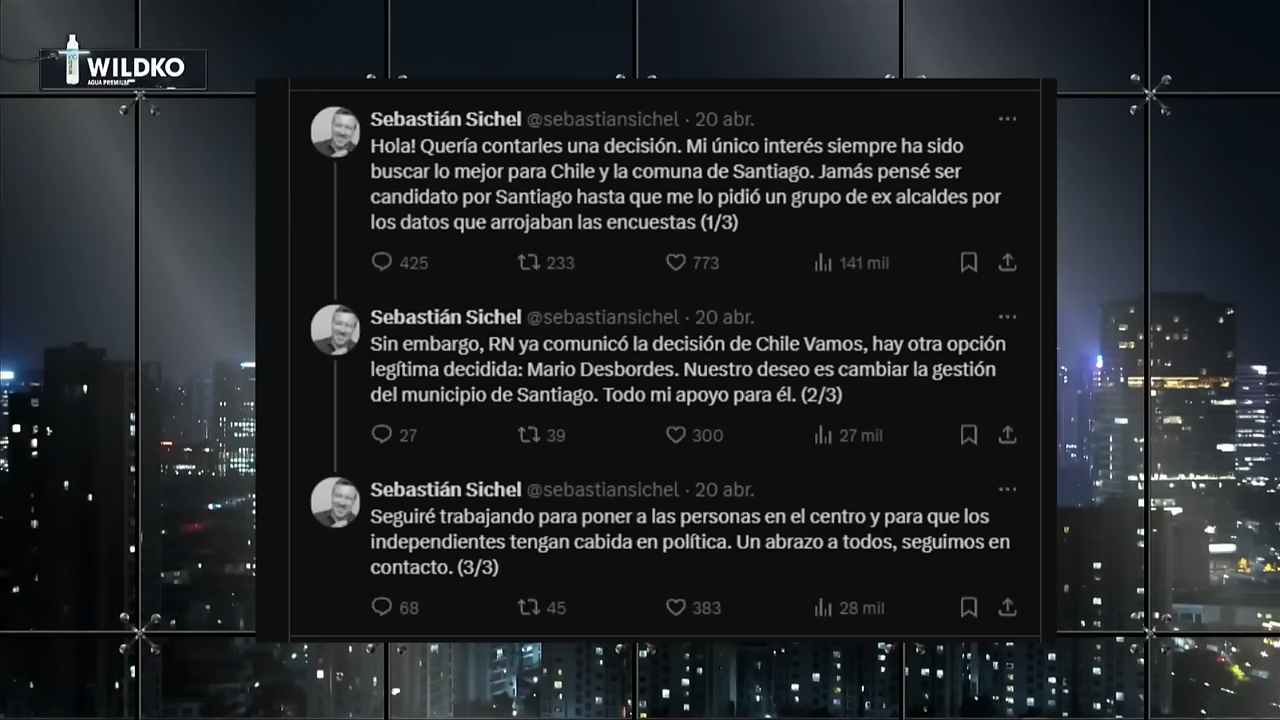 WILDKO
AGUA PREMIUM
Sebastián Sichel @sebastiansichel · 20 abr.
Hola! Quería contarles una decisión. Mi único interés siempre ha sido
buscar lo mejor para Chile y la comuna de Santiago. Jamás pensé ser
candidato por Santiago hasta que me lo pidió un grupo de ex alcaldes por
los datos que arrojaban las encuestas (1/3)
425 233 773 141 mil
Sebastián Sichel @sebastiansichel · 20 abr.
Sin embargo, RN ya comunicó la decisión de Chile Vamos, hay otra opción
legítima decidida: Mario Desbordes. Nuestro deseo es cambiar la gestión
del municipio de Santiago. Todo mi apoyo para él. (2/3)
27 39 300 27 mil
Sebastián Sichel @sebastiansichel · 20 abr.
Seguiré trabajando para poner a las personas en el centro y para que los
independientes tengan cabida en política. Un abrazo a todos, seguimos en
contacto. (3/3)
68 45 383 28 mil